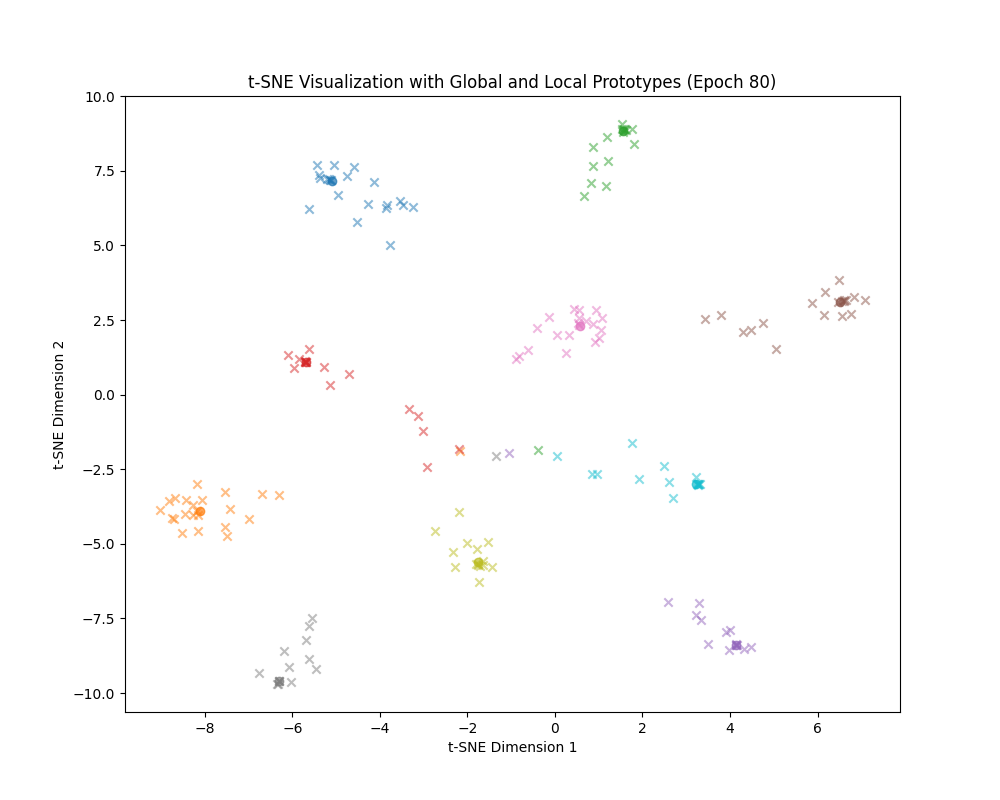 t-SNE Visualization with Global and Local Prototypes (Epoch 80)
t-SNE Dimension 2
10.0
7.5
5.0
2.5
0.0
−2.5
−5.0
−7.5
−10.0
−8 −6 −4 −2 0 2 4 6
t-SNE Dimension 1